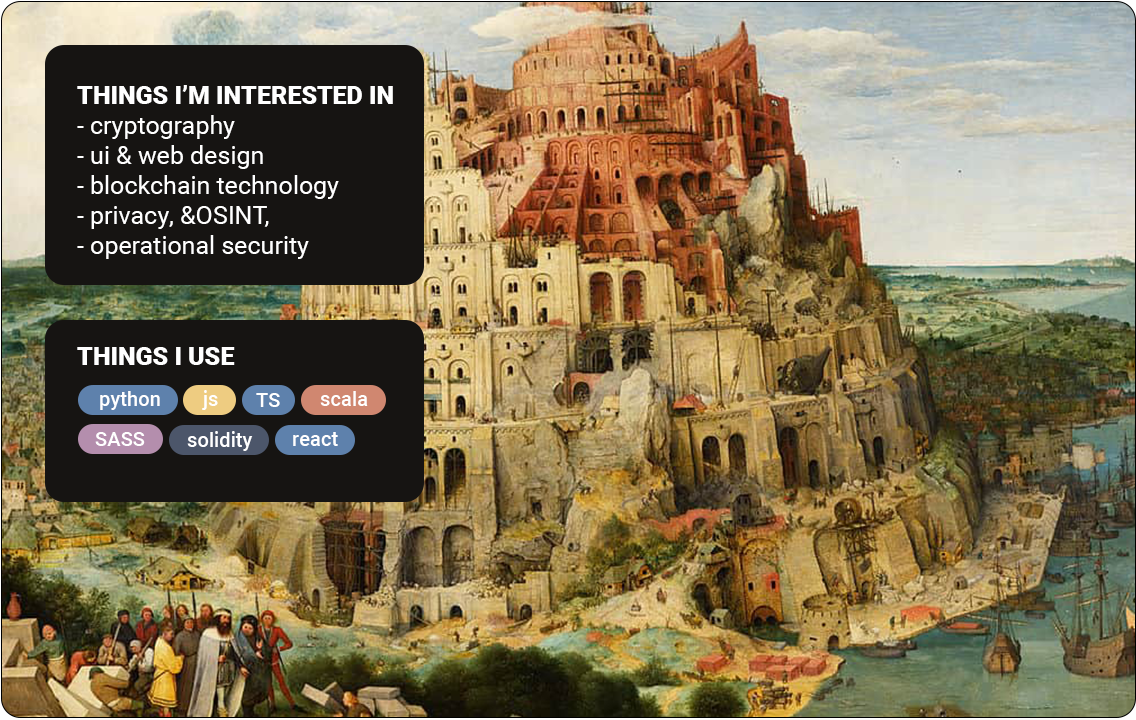 THINGS I’M INTERESTED IN
- cryptography
- ui & web design
- blockchain technology
- privacy, &OSINT,
- operational security
THINGS I USE
python js TS scala
SASS solidity react